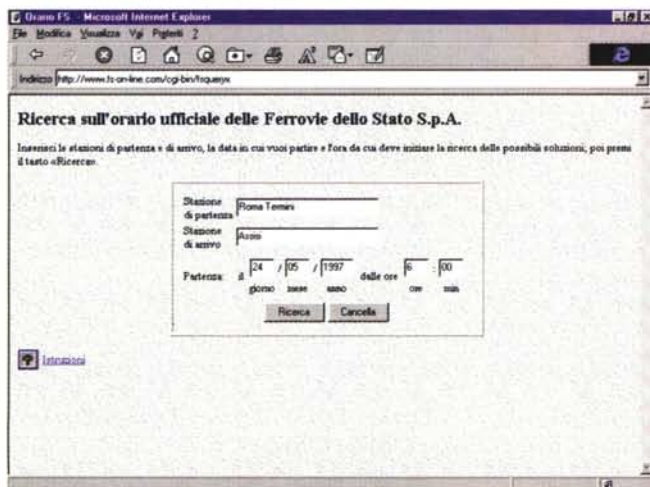 Orario FS - Microsoft Internet Explorer
File Modifica Visualizza Vai Preferiti ?
Indirizzo http://www.fs-on-line.com/cgi-bin/fsqueryx
Ricerca sull'orario ufficiale delle Ferrovie dello Stato S.p.A.
Inserisci le stazioni di partenza e di arrivo, la data in cui vuoi partire e l'ora da cui deve iniziare la ricerca delle possibili soluzioni; poi premi
il tasto «Ricerca».
Stazione
di partenza Roma Termini
Stazione
di arrivo Assisi
Partenza: il 24 / 05 / 1997 dalle ore 6 : 00
giorno mese anno ore min
Ricerca Cancella
Istruzioni